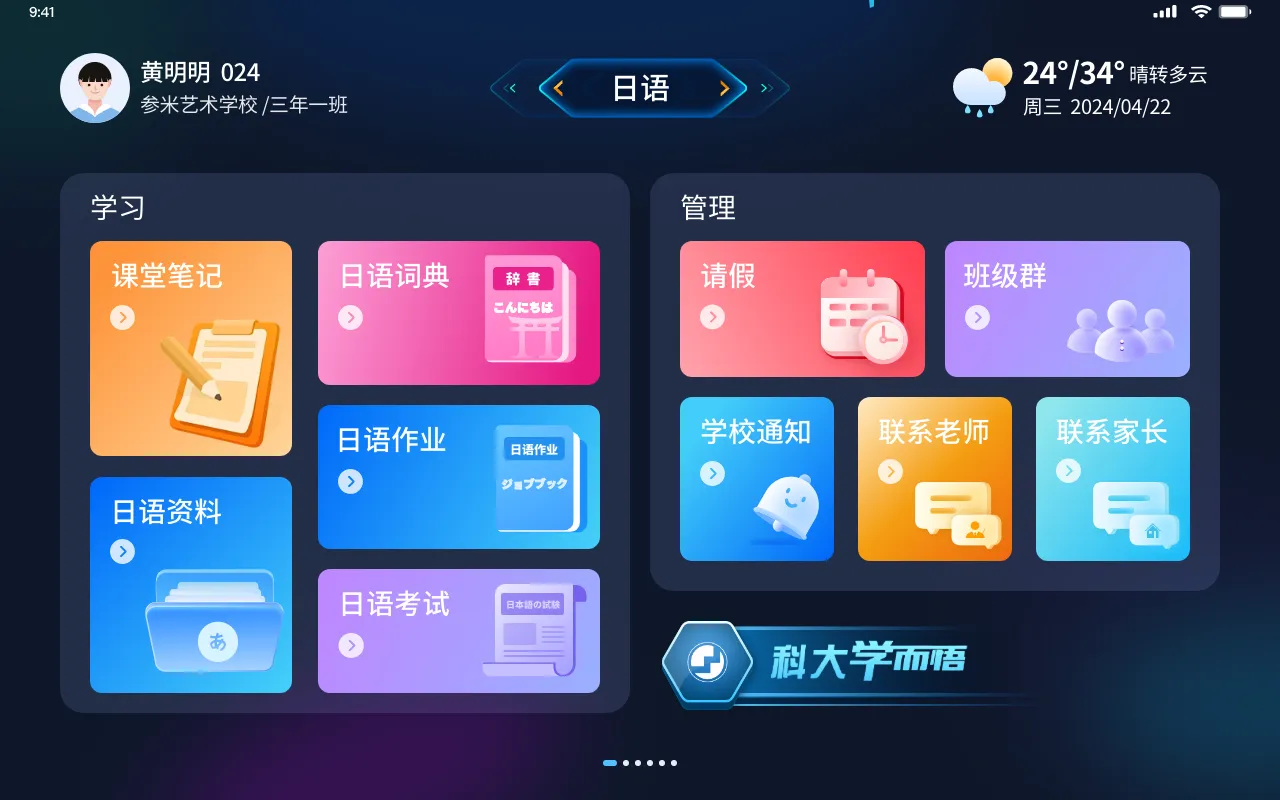 9:41
黄明明 024
参米艺术学校 /三年一班
日语
24°/34° 晴转多云
周三 2024/04/22
学习
课堂笔记
日语词典
辞書
こんにちは
日语作业
日语作业
ジョブブック
日语资料
あ
日语考试
日本語の試験
管理
请假
班级群
学校通知
联系老师
联系家长
科大学而悟